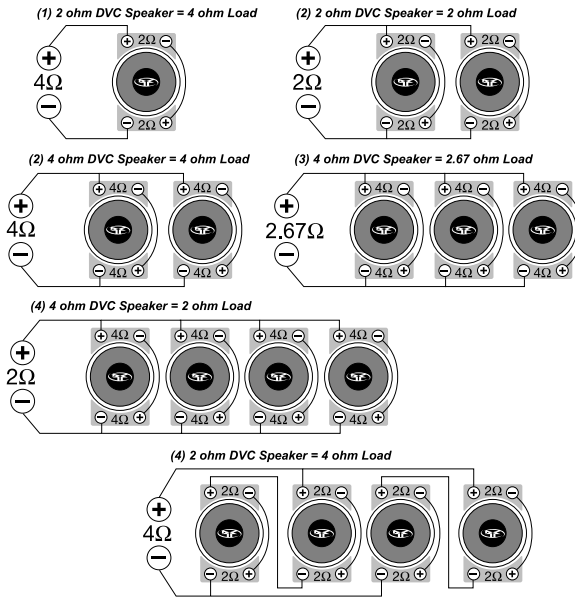 (1) 2 ohm DVC Speaker = 4 ohm Load
+ 2Ω −
+
4Ω
−
− 2Ω +
(2) 2 ohm DVC Speaker = 2 ohm Load
+ 2Ω − + 2Ω −
+
2Ω
−
− 2Ω + − 2Ω +
(2) 4 ohm DVC Speaker = 4 ohm Load
+ 4Ω − + 4Ω −
+
4Ω
−
− 4Ω + − 4Ω +
(3) 4 ohm DVC Speaker = 2.67 ohm Load
+ 4Ω − + 4Ω − + 4Ω −
+
2.67Ω
−
− 4Ω + − 4Ω + − 4Ω +
(4) 4 ohm DVC Speaker = 2 ohm Load
+ 4Ω − + 4Ω − + 4Ω − + 4Ω −
+
2Ω
−
− 4Ω + − 4Ω + − 4Ω + − 4Ω +
(4) 2 ohm DVC Speaker = 4 ohm Load
+ 2Ω − + 2Ω − + 2Ω − + 2Ω −
+
4Ω
−
− 2Ω + − 2Ω + − 2Ω + − 2Ω +